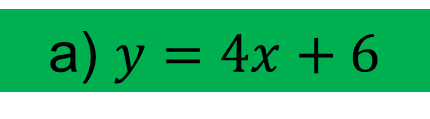 a) y = 4x + 6